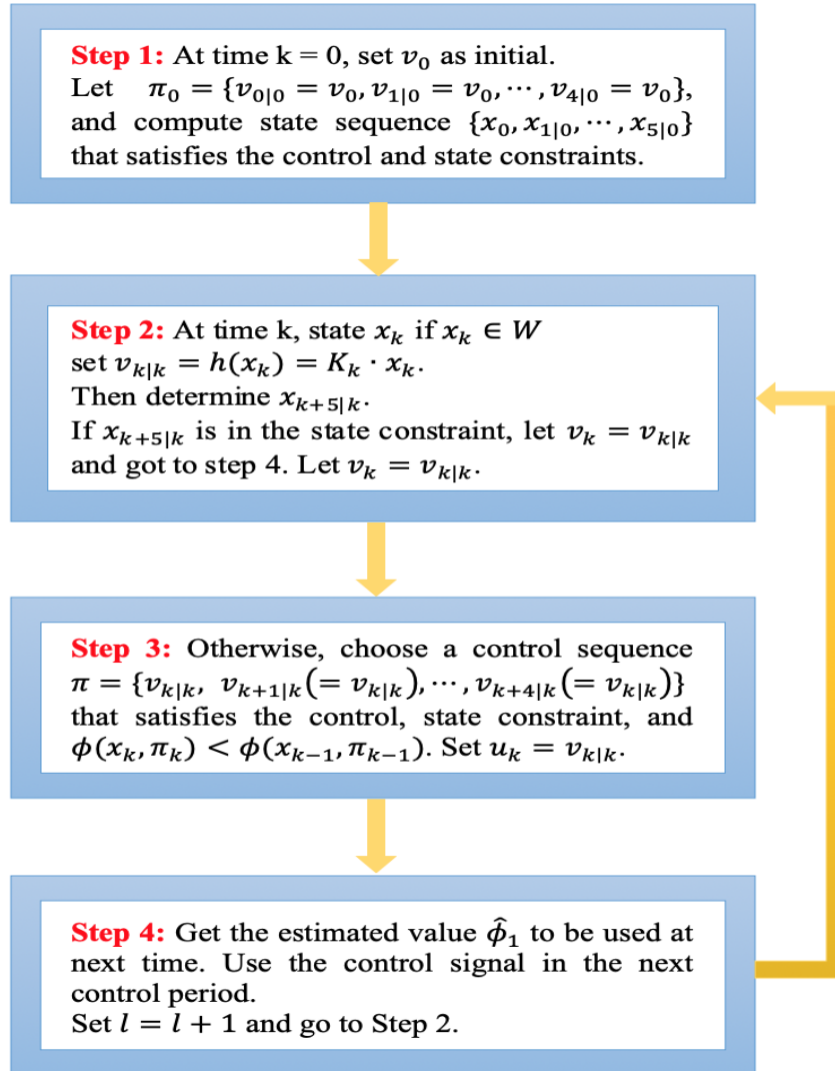 Step 1: At time k = 0, set v₀ as initial.
Let π₀ = {v₀|₀ = v₀, v₁|₀ = v₀, ⋯, v₄|₀ = v₀},
and compute state sequence {x₀, x₁|₀, ⋯, x₅|₀}
that satisfies the control and state constraints.
Step 2: At time k, state xₖ if xₖ ∈ W
set vₖ|ₖ = h(xₖ) = Kₖ · xₖ.
Then determine xₖ₊₅|ₖ.
If xₖ₊₅|ₖ is in the state constraint, let vₖ = vₖ|ₖ
and got to step 4. Let vₖ = vₖ|ₖ.
Step 3: Otherwise, choose a control sequence
π = {vₖ|ₖ, vₖ₊₁|ₖ(= vₖ|ₖ), ⋯, vₖ₊₄|ₖ(= vₖ|ₖ)}
that satisfies the control, state constraint, and
ϕ(xₖ, πₖ) < ϕ(xₖ₋₁, πₖ₋₁). Set uₖ = vₖ|ₖ.
Step 4: Get the estimated value ϕ̂₁ to be used at
next time. Use the control signal in the next
control period.
Set l = l + 1 and go to Step 2.